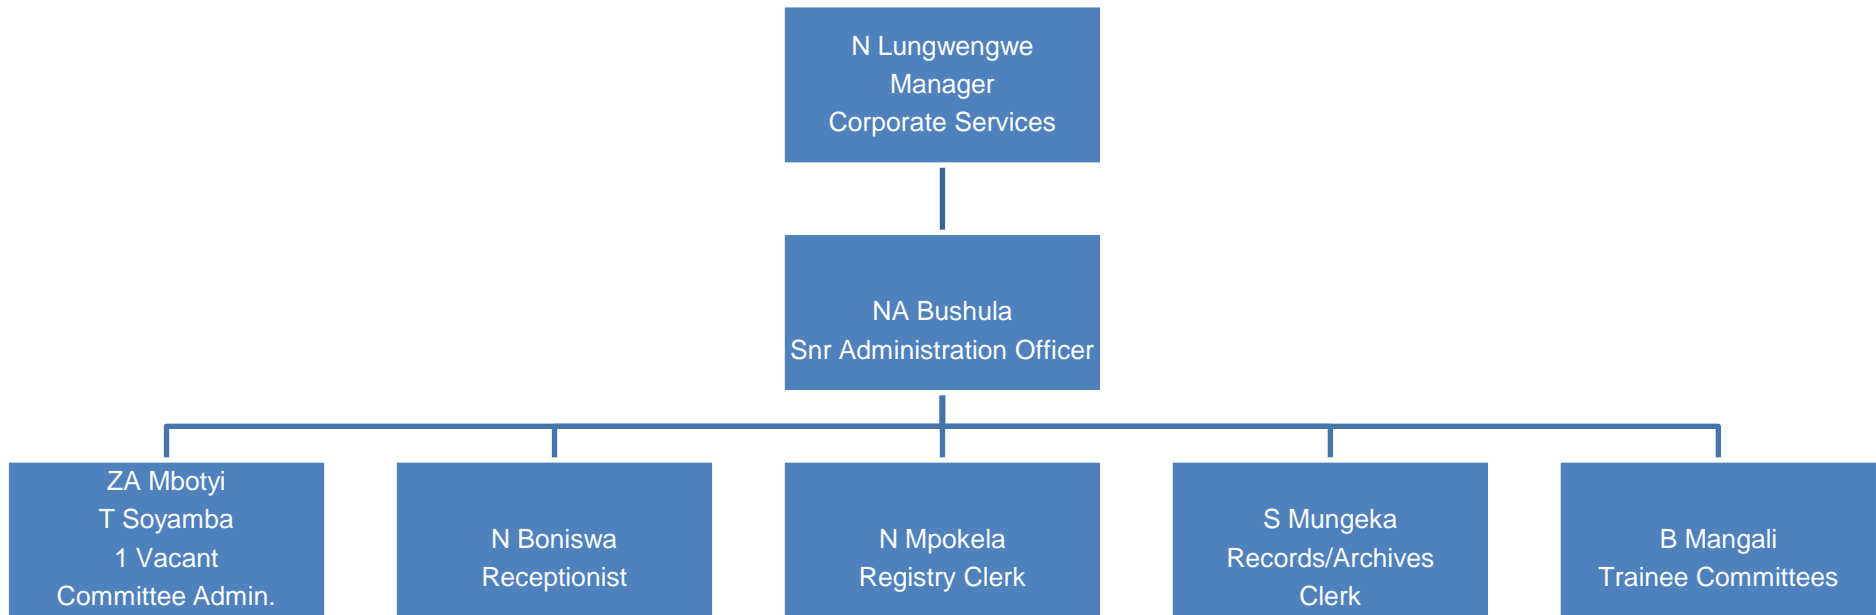 N Lungwengwe
Manager
Corporate Services
NA Bushula
Snr Administration Officer
ZA Mbotyi
T Soyamba
1 Vacant
Committee Admin.
N Boniswa
Receptionist
N Mpokela
Registry Clerk
S Mungeka
Records/Archives
Clerk
B Mangali
Trainee Committees